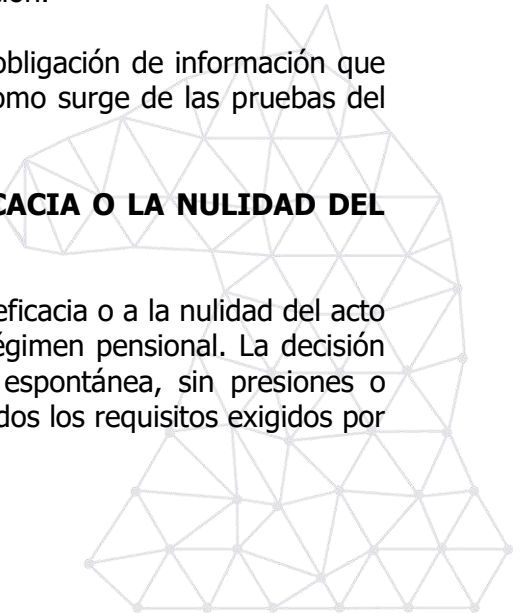 ción.
obligación de información que
omo surge de las pruebas del
CACIA O LA NULIDAD DEL
eficacia o a la nulidad del acto
égimen pensional. La decisión
espontánea, sin presiones o
dos los requisitos exigidos por